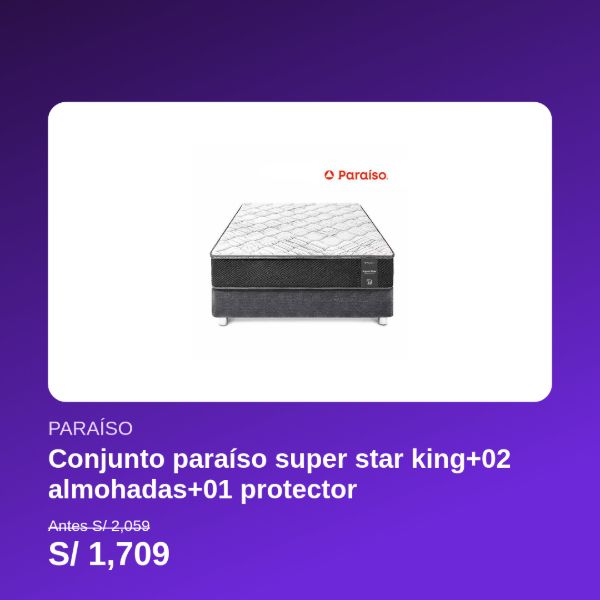 Paraíso
PARAÍSO
Conjunto paraíso super star king+02
almohadas+01 protector
Antes S/ 2,059
S/ 1,709